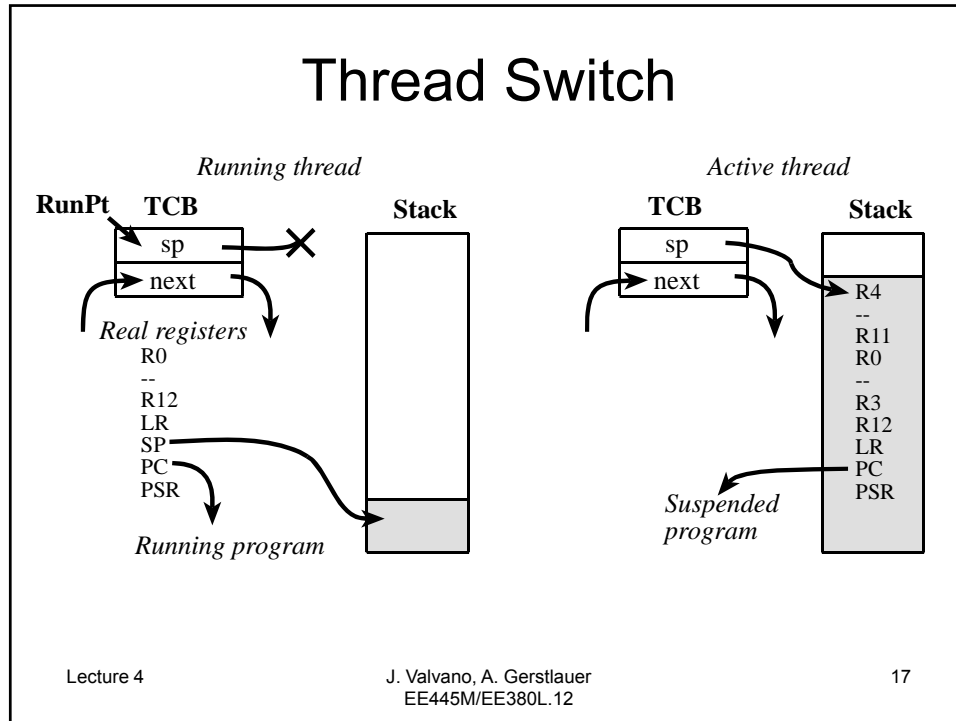 Thread Switch
Running thread
RunPt
TCB
Stack
sp
next
Real registers
R0
--
R12
LR
SP
PC
PSR
Running program
Active thread
TCB
Stack
sp
next
R4
--
R11
R0
--
R3
R12
LR
PC
PSR
Suspended
program
Lecture 4
J. Valvano, A. Gerstlauer
EE445M/EE380L.12
17